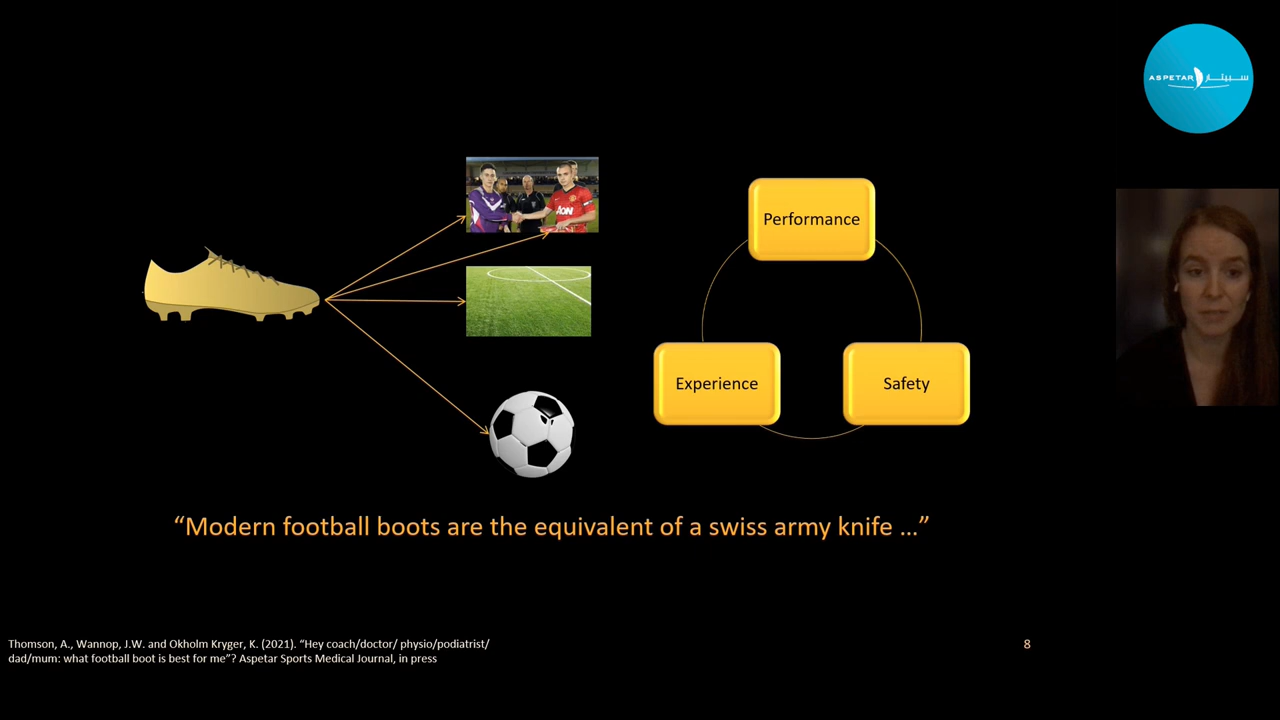 ASPETAR سبيتار
AON
Performance
Experience
Safety
“Modern football boots are the equivalent of a swiss army knife ...”
Thomson, A., Wannop, J.W. and Okholm Kryger, K. (2021). “Hey coach/doctor/ physio/podiatrist/
dad/mum: what football boot is best for me”? Aspetar Sports Medical Journal, in press
8